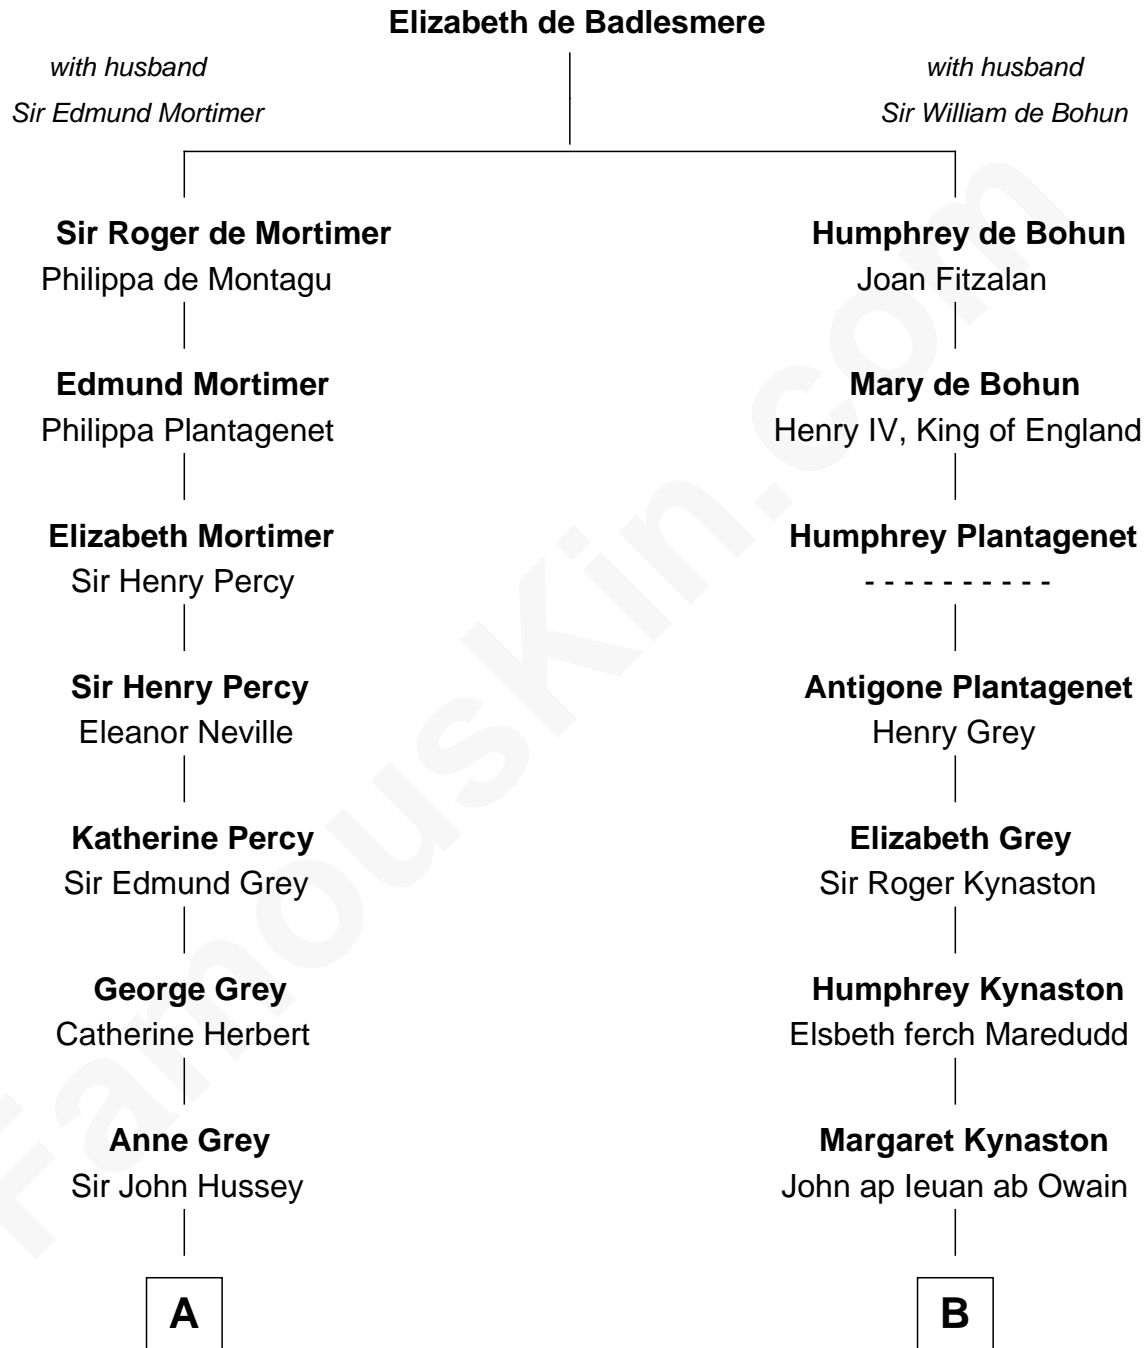 Elizabeth de Badlesmere
with husband
Sir Edmund Mortimer
with husband
Sir William de Bohun
Sir Roger de Mortimer
Philippa de Montagu
Humphrey de Bohun
Joan Fitzalan
Edmund Mortimer
Philippa Plantagenet
Mary de Bohun
Henry IV, King of England
Elizabeth Mortimer
Sir Henry Percy
Humphrey Plantagenet
- - - - - - - - - -
Sir Henry Percy
Eleanor Neville
Antigone Plantagenet
Henry Grey
Katherine Percy
Sir Edmund Grey
Elizabeth Grey
Sir Roger Kynaston
George Grey
Catherine Herbert
Humphrey Kynaston
Elsbeth ferch Maredudd
Anne Grey
Sir John Hussey
Margaret Kynaston
John ap Ieuan ab Owain
A
B
FamousKin.com